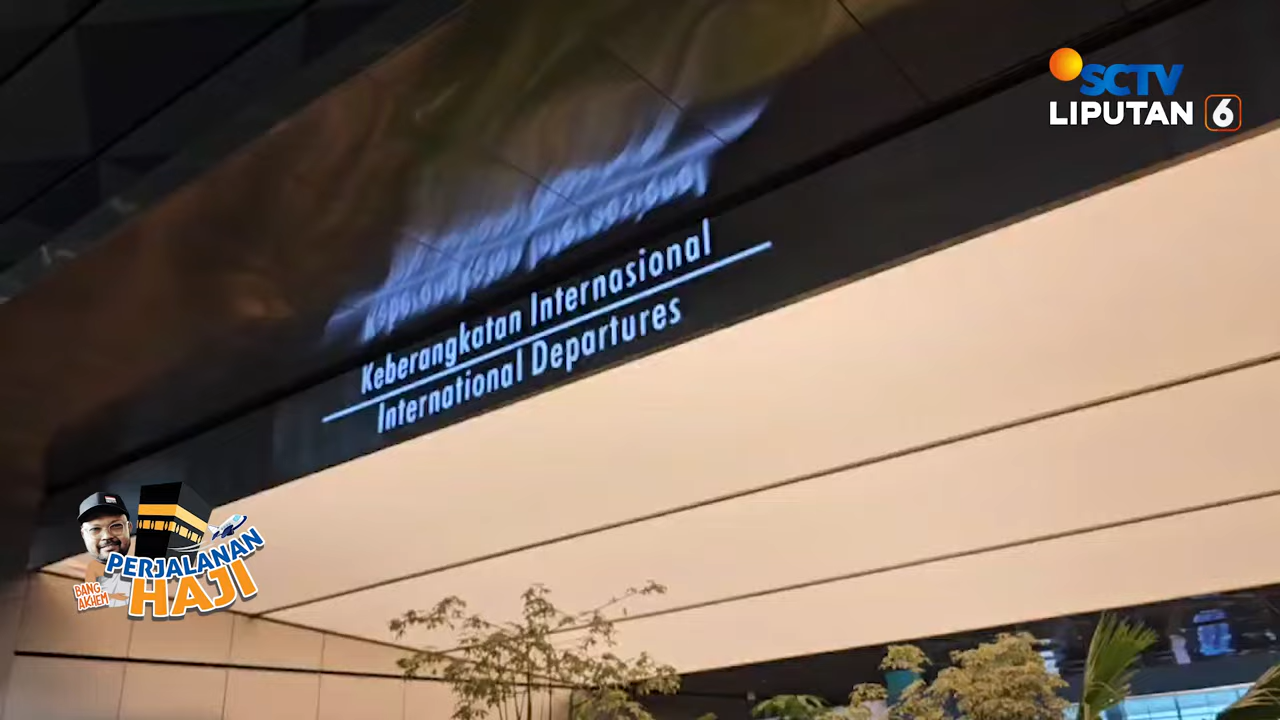 SCTV
LIPUTAN 6
Keberangkatan Internasional
International Departures
PERJALANAN
HAJI
BANG
AKHEM